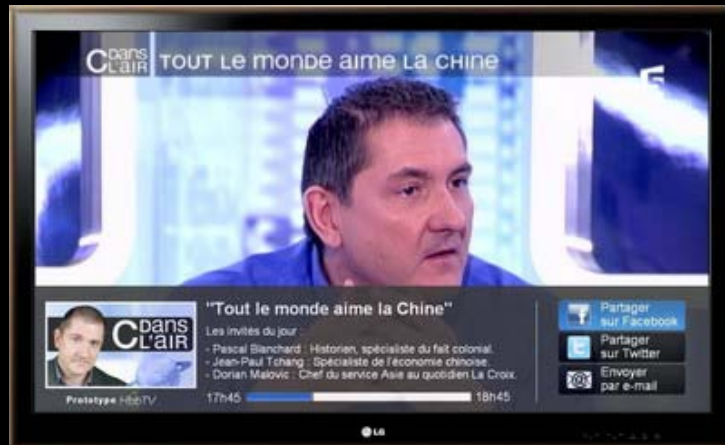 C DANS L'AIR TOUT Le monde aime la chine
5
C DANS L'AIR
"Tout le monde aime la Chine"
Les invités du jour :
- Pascal Blanchard : Historien, spécialiste du fait colonial.
- Jean-Paul Tchang : Spécialiste de l'économie chinoise.
- Dorian Malovic : Chef du service Asie au quotidien La Croix.
Prototype HbbTV
17h45
18h45
Partager
sur Facebook
Partager
sur Twitter
Envoyer
par e-mail
LG